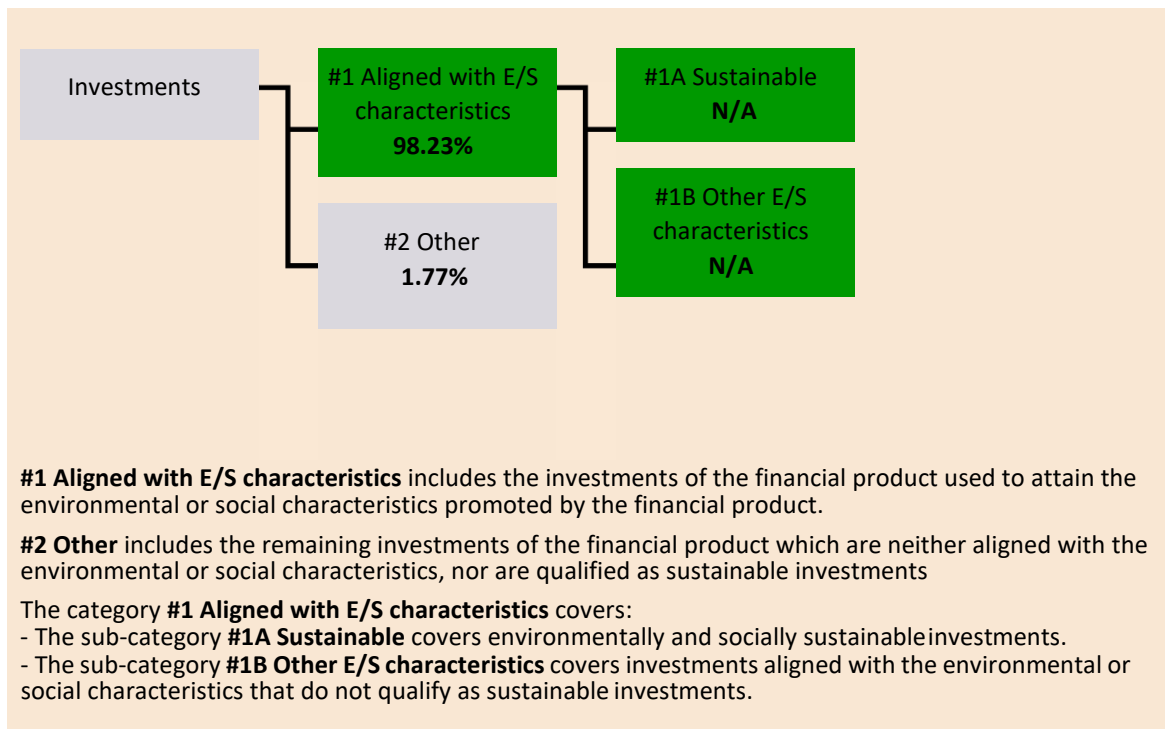 Investments
#1 Aligned with E/S
characteristics
98.23%
#2 Other
1.77%
#1A Sustainable
N/A
#1B Other E/S
characteristics
N/A
#1 Aligned with E/S characteristics includes the investments of the financial product used to attain the
environmental or social characteristics promoted by the financial product.
#2 Other includes the remaining investments of the financial product which are neither aligned with the
environmental or social characteristics, nor are qualified as sustainable investments
The category #1 Aligned with E/S characteristics covers:
- The sub-category #1A Sustainable covers environmentally and socially sustainable investments.
- The sub-category #1B Other E/S characteristics covers investments aligned with the environmental or
social characteristics that do not qualify as sustainable investments.